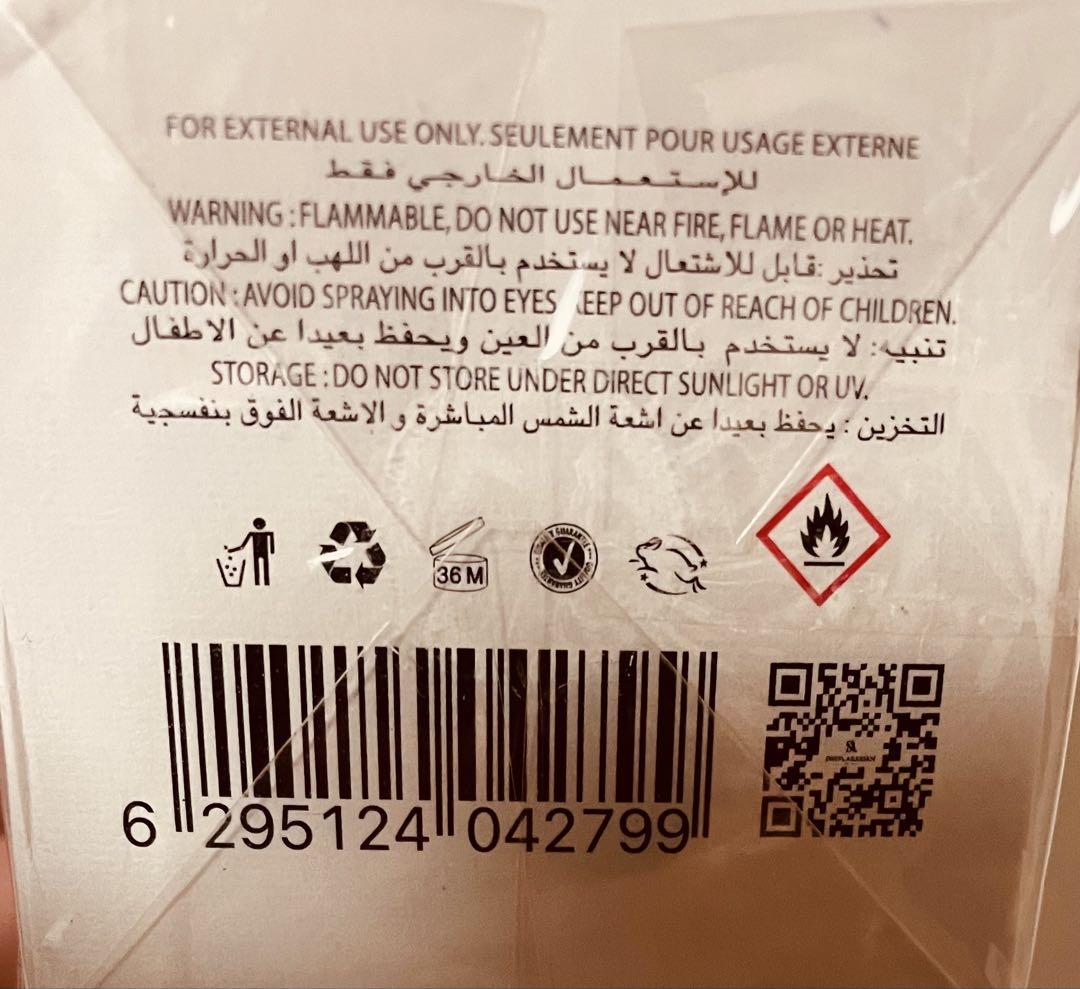 FOR EXTERNAL USE ONLY. SEULEMENT POUR USAGE EXTERNE
للإستعمال الخارجي فقط
WARNING : FLAMMABLE, DO NOT USE NEAR FIRE, FLAME OR HEAT.
تحذير :قابل للاشتعال لا يستخدم بالقرب من اللهب او الحرارة
CAUTION : AVOID SPRAYING INTO EYES KEEP OUT OF REACH OF CHILDREN.
تنبيه: لا يستخدم بالقرب من العين ويحفظ بعيدا عن الاطفال
STORAGE : DO NOT STORE UNDER DIRECT SUNLIGHT OR UV.
التخزين : يحفظ بعيدا عن اشعة الشمس المباشرة و الاشعة الفوق بنفسجية
36 M
QUALITY GUARANTEE
6 295124 042799